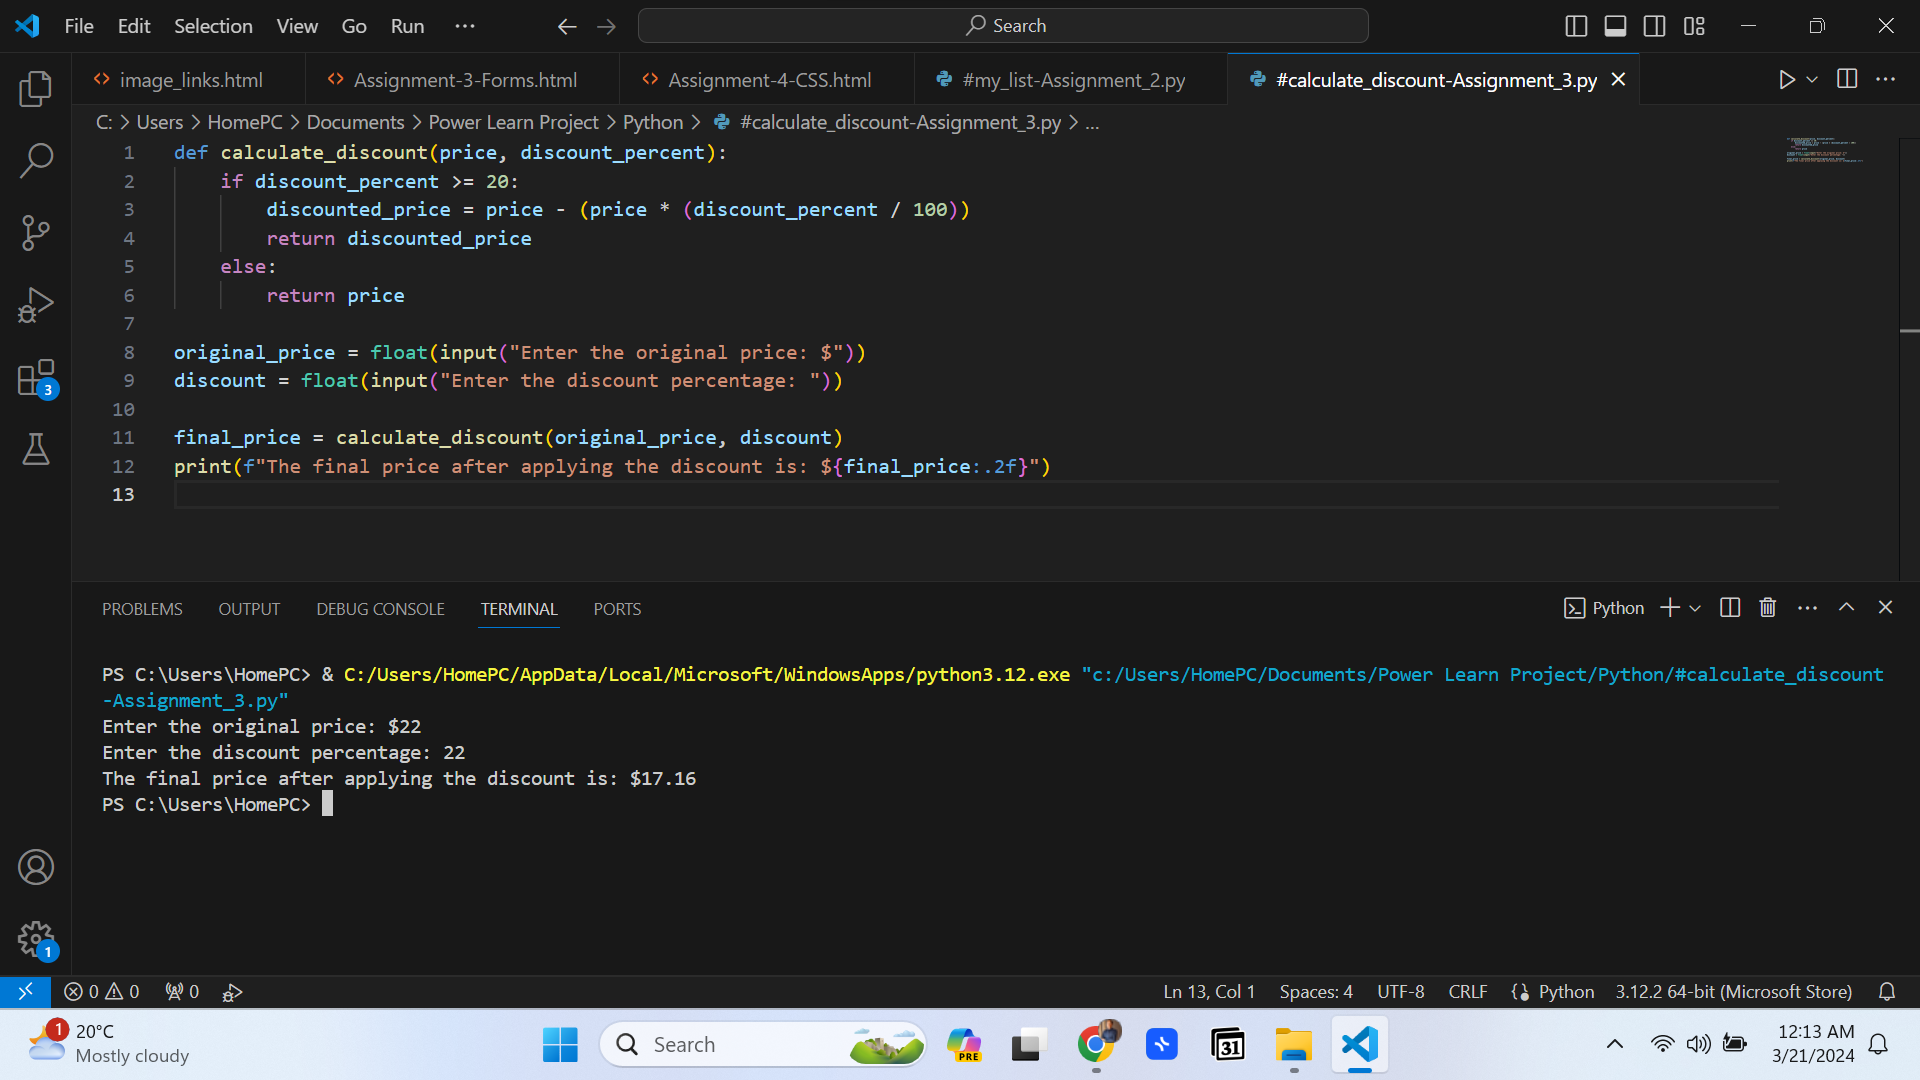 File Edit Selection View Go Run ··· Search
image_links.html Assignment-3-Forms.html Assignment-4-CSS.html #my_list-Assignment_2.py #calculate_discount-Assignment_3.py
C: > Users > HomePC > Documents > Power Learn Project > Python > #calculate_discount-Assignment_3.py > ...
1 def calculate_discount(price, discount_percent):
2     if discount_percent >= 20:
3         discounted_price = price - (price * (discount_percent / 100))
4         return discounted_price
5     else:
6         return price
7
8 original_price = float(input("Enter the original price: $"))
9 discount = float(input("Enter the discount percentage: "))
10
11 final_price = calculate_discount(original_price, discount)
12 print(f"The final price after applying the discount is: ${final_price:.2f}")
13
3
PROBLEMS OUTPUT DEBUG CONSOLE TERMINAL PORTS Python
PS C:\Users\HomePC> & C:/Users/HomePC/AppData/Local/Microsoft/WindowsApps/python3.12.exe "c:/Users/HomePC/Documents/Power Learn Project/Python/#calculate_discount
-Assignment_3.py"
Enter the original price: $22
Enter the discount percentage: 22
The final price after applying the discount is: $17.16
PS C:\Users\HomePC>
1
0 0 0 Ln 13, Col 1 Spaces: 4 UTF-8 CRLF Python 3.12.2 64-bit (Microsoft Store)
1 20°C
Mostly cloudy
Search
PRE
31
12:13 AM
3/21/2024